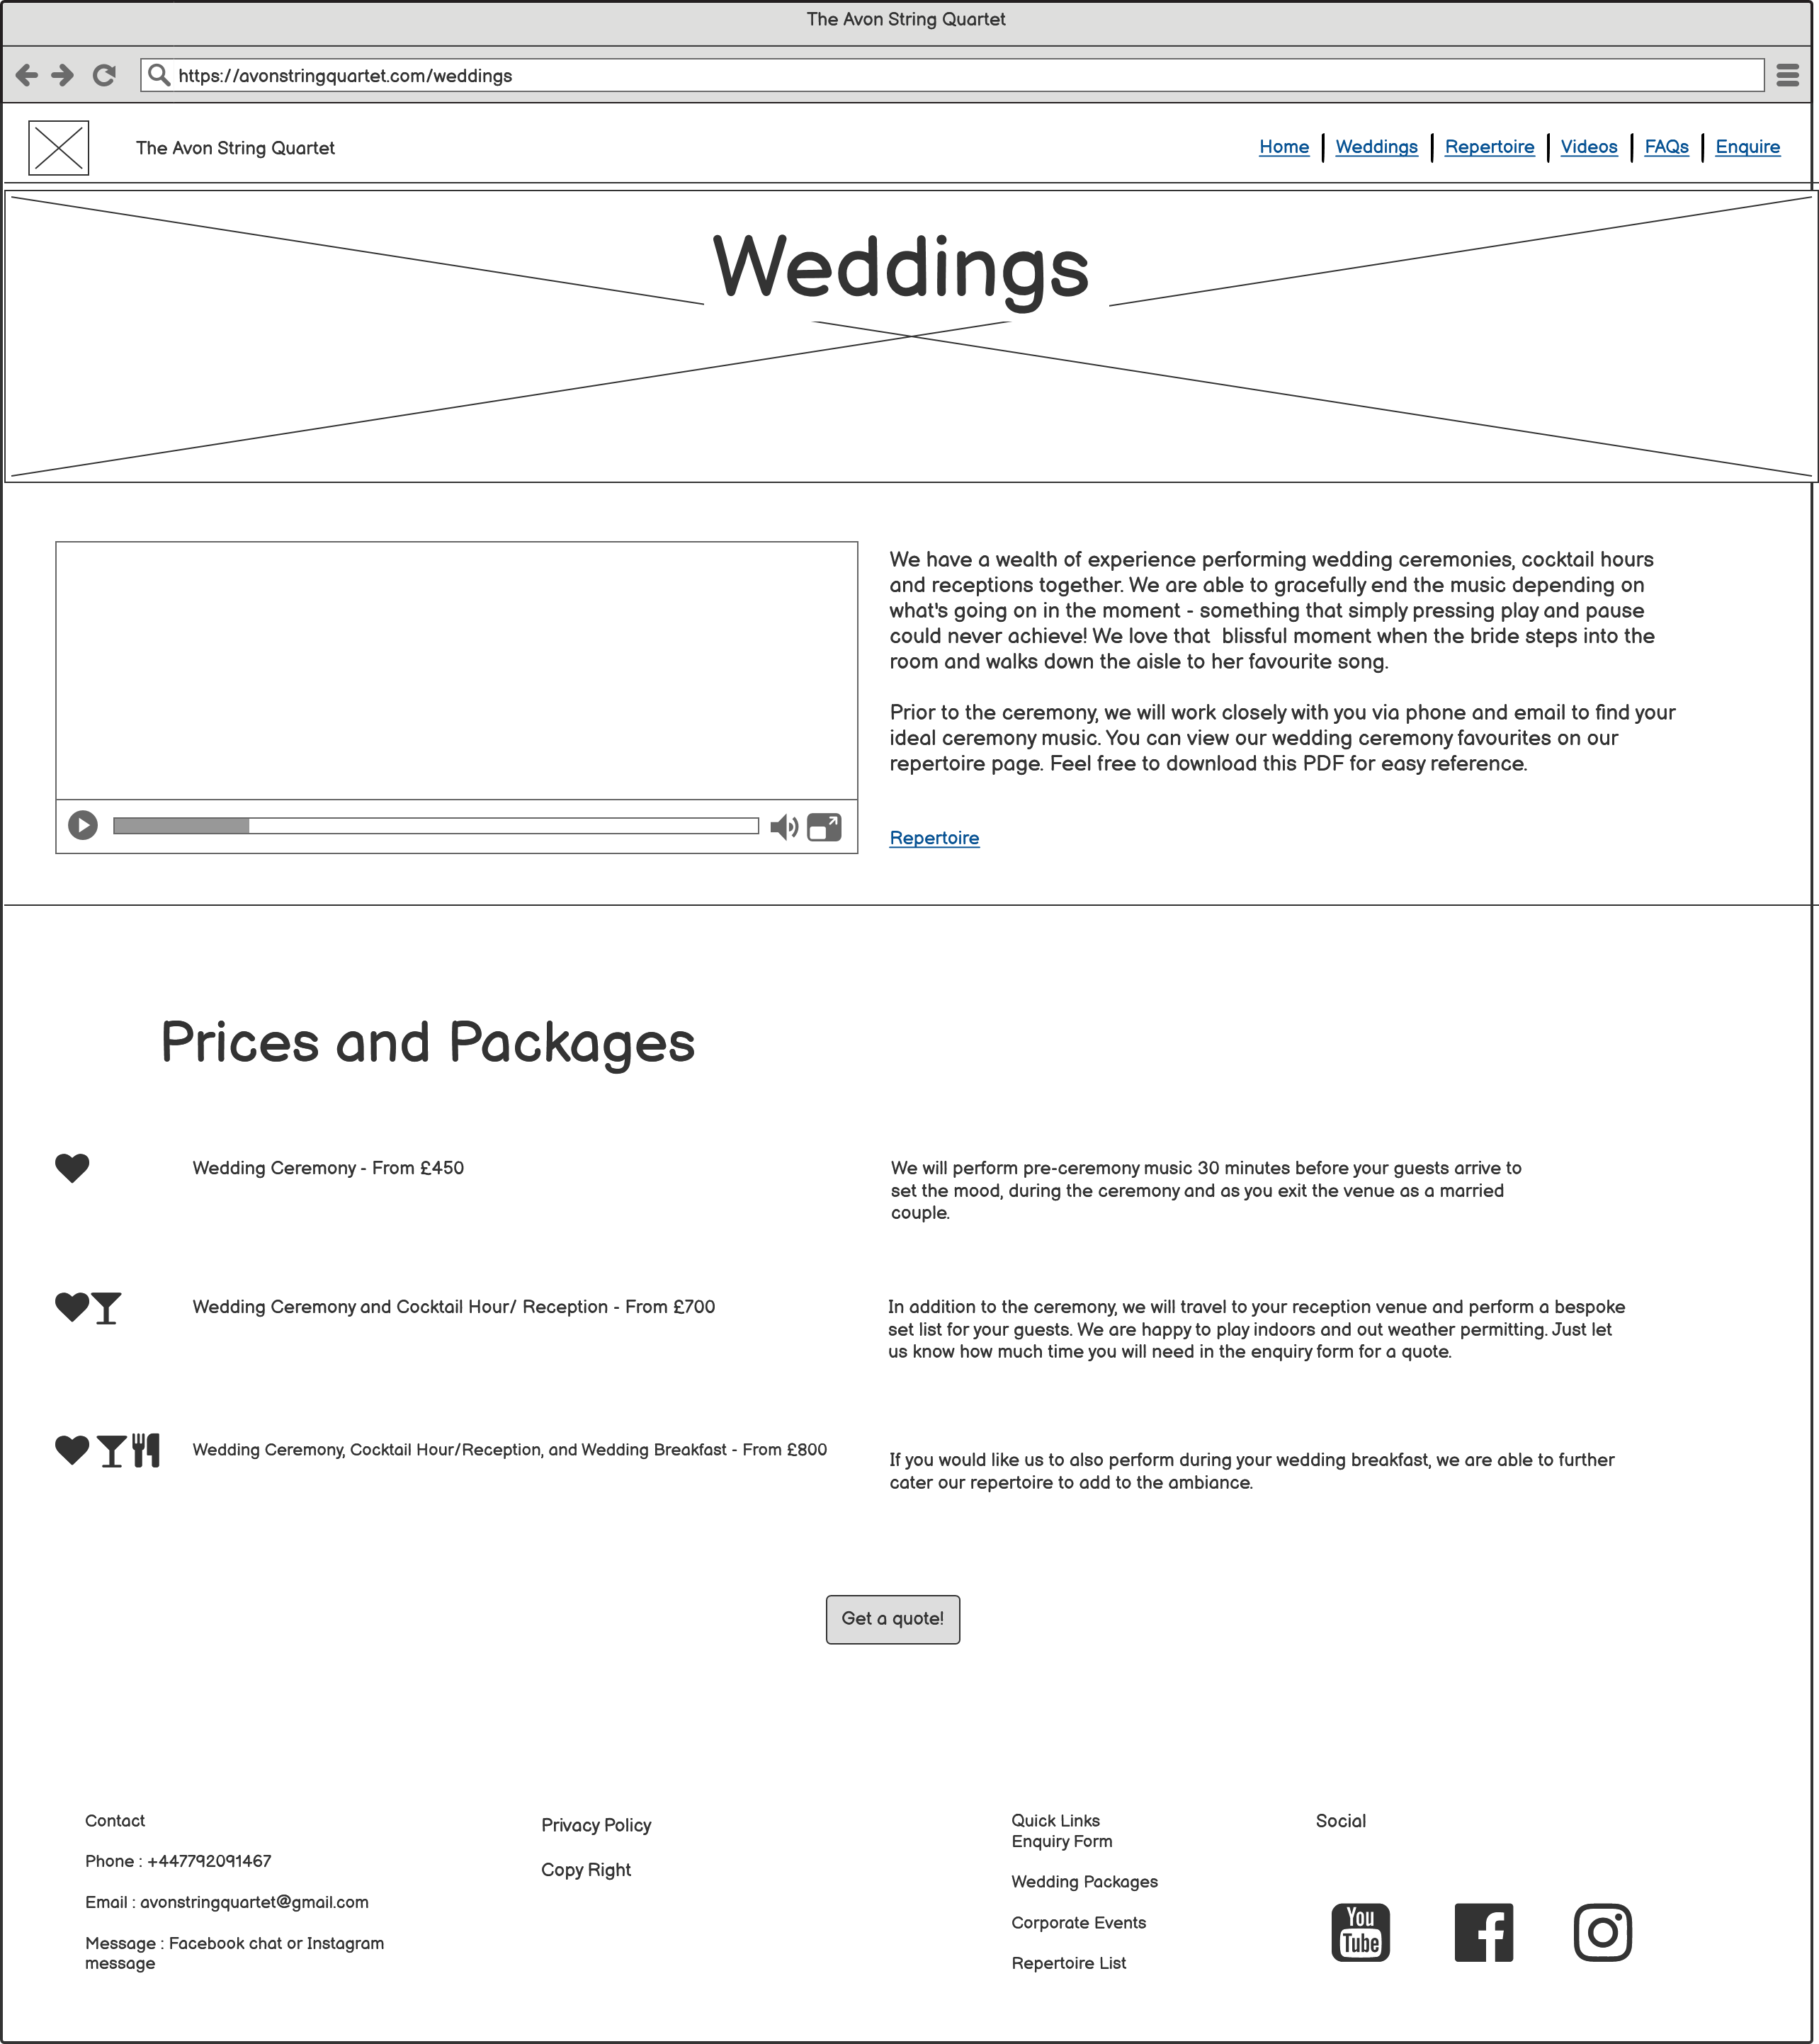 The Avon String Quartet
https://avonstringquartet.com/weddings
The Avon String Quartet
Home
Weddings
Repertoire
Videos
FAQs
Enquire
Weddings
We have a wealth of experience performing wedding ceremonies, cocktail hours
and receptions together. We are able to gracefully end the music depending on
what's going on in the moment - something that simply pressing play and pause
could never achieve! We love that  blissful moment when the bride steps into the
room and walks down the aisle to her favourite song.
Prior to the ceremony, we will work closely with you via phone and email to find your
ideal ceremony music. You can view our wedding ceremony favourites on our
repertoire page. Feel free to download this PDF for easy reference.
Repertoire
Prices and Packages
Wedding Ceremony - From £450
We will perform pre-ceremony music 30 minutes before your guests arrive to
set the mood, during the ceremony and as you exit the venue as a married
couple.
Wedding Ceremony and Cocktail Hour/ Reception - From £700
In addition to the ceremony, we will travel to your reception venue and perform a bespoke
set list for your guests. We are happy to play indoors and out weather permitting. Just let
us know how much time you will need in the enquiry form for a quote.
Wedding Ceremony, Cocktail Hour/Reception, and Wedding Breakfast - From £800
If you would like us to also perform during your wedding breakfast, we are able to further
cater our repertoire to add to the ambiance.
Get a quote!
Contact
Phone : +447792091467
Email : avonstringquartet@gmail.com
Message : Facebook chat or Instagram
message
Privacy Policy
Copy Right
Quick Links
Enquiry Form
Wedding Packages
Corporate Events
Repertoire List
Social
You
Tube